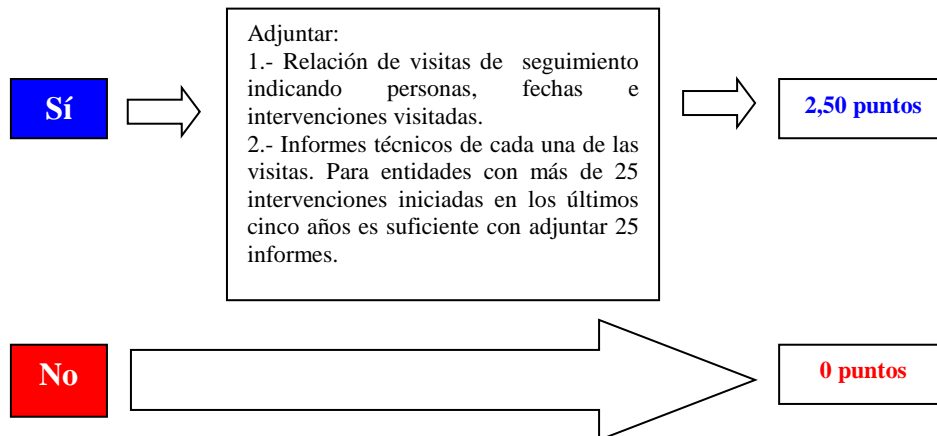 Adjuntar:
1.- Relación de visitas de seguimiento
indicando personas, fechas e
intervenciones visitadas.
2.- Informes técnicos de cada una de las
visitas. Para entidades con más de 25
intervenciones iniciadas en los últimos
cinco años es suficiente con adjuntar 25
informes.
Sí
2,50 puntos
No
0 puntos